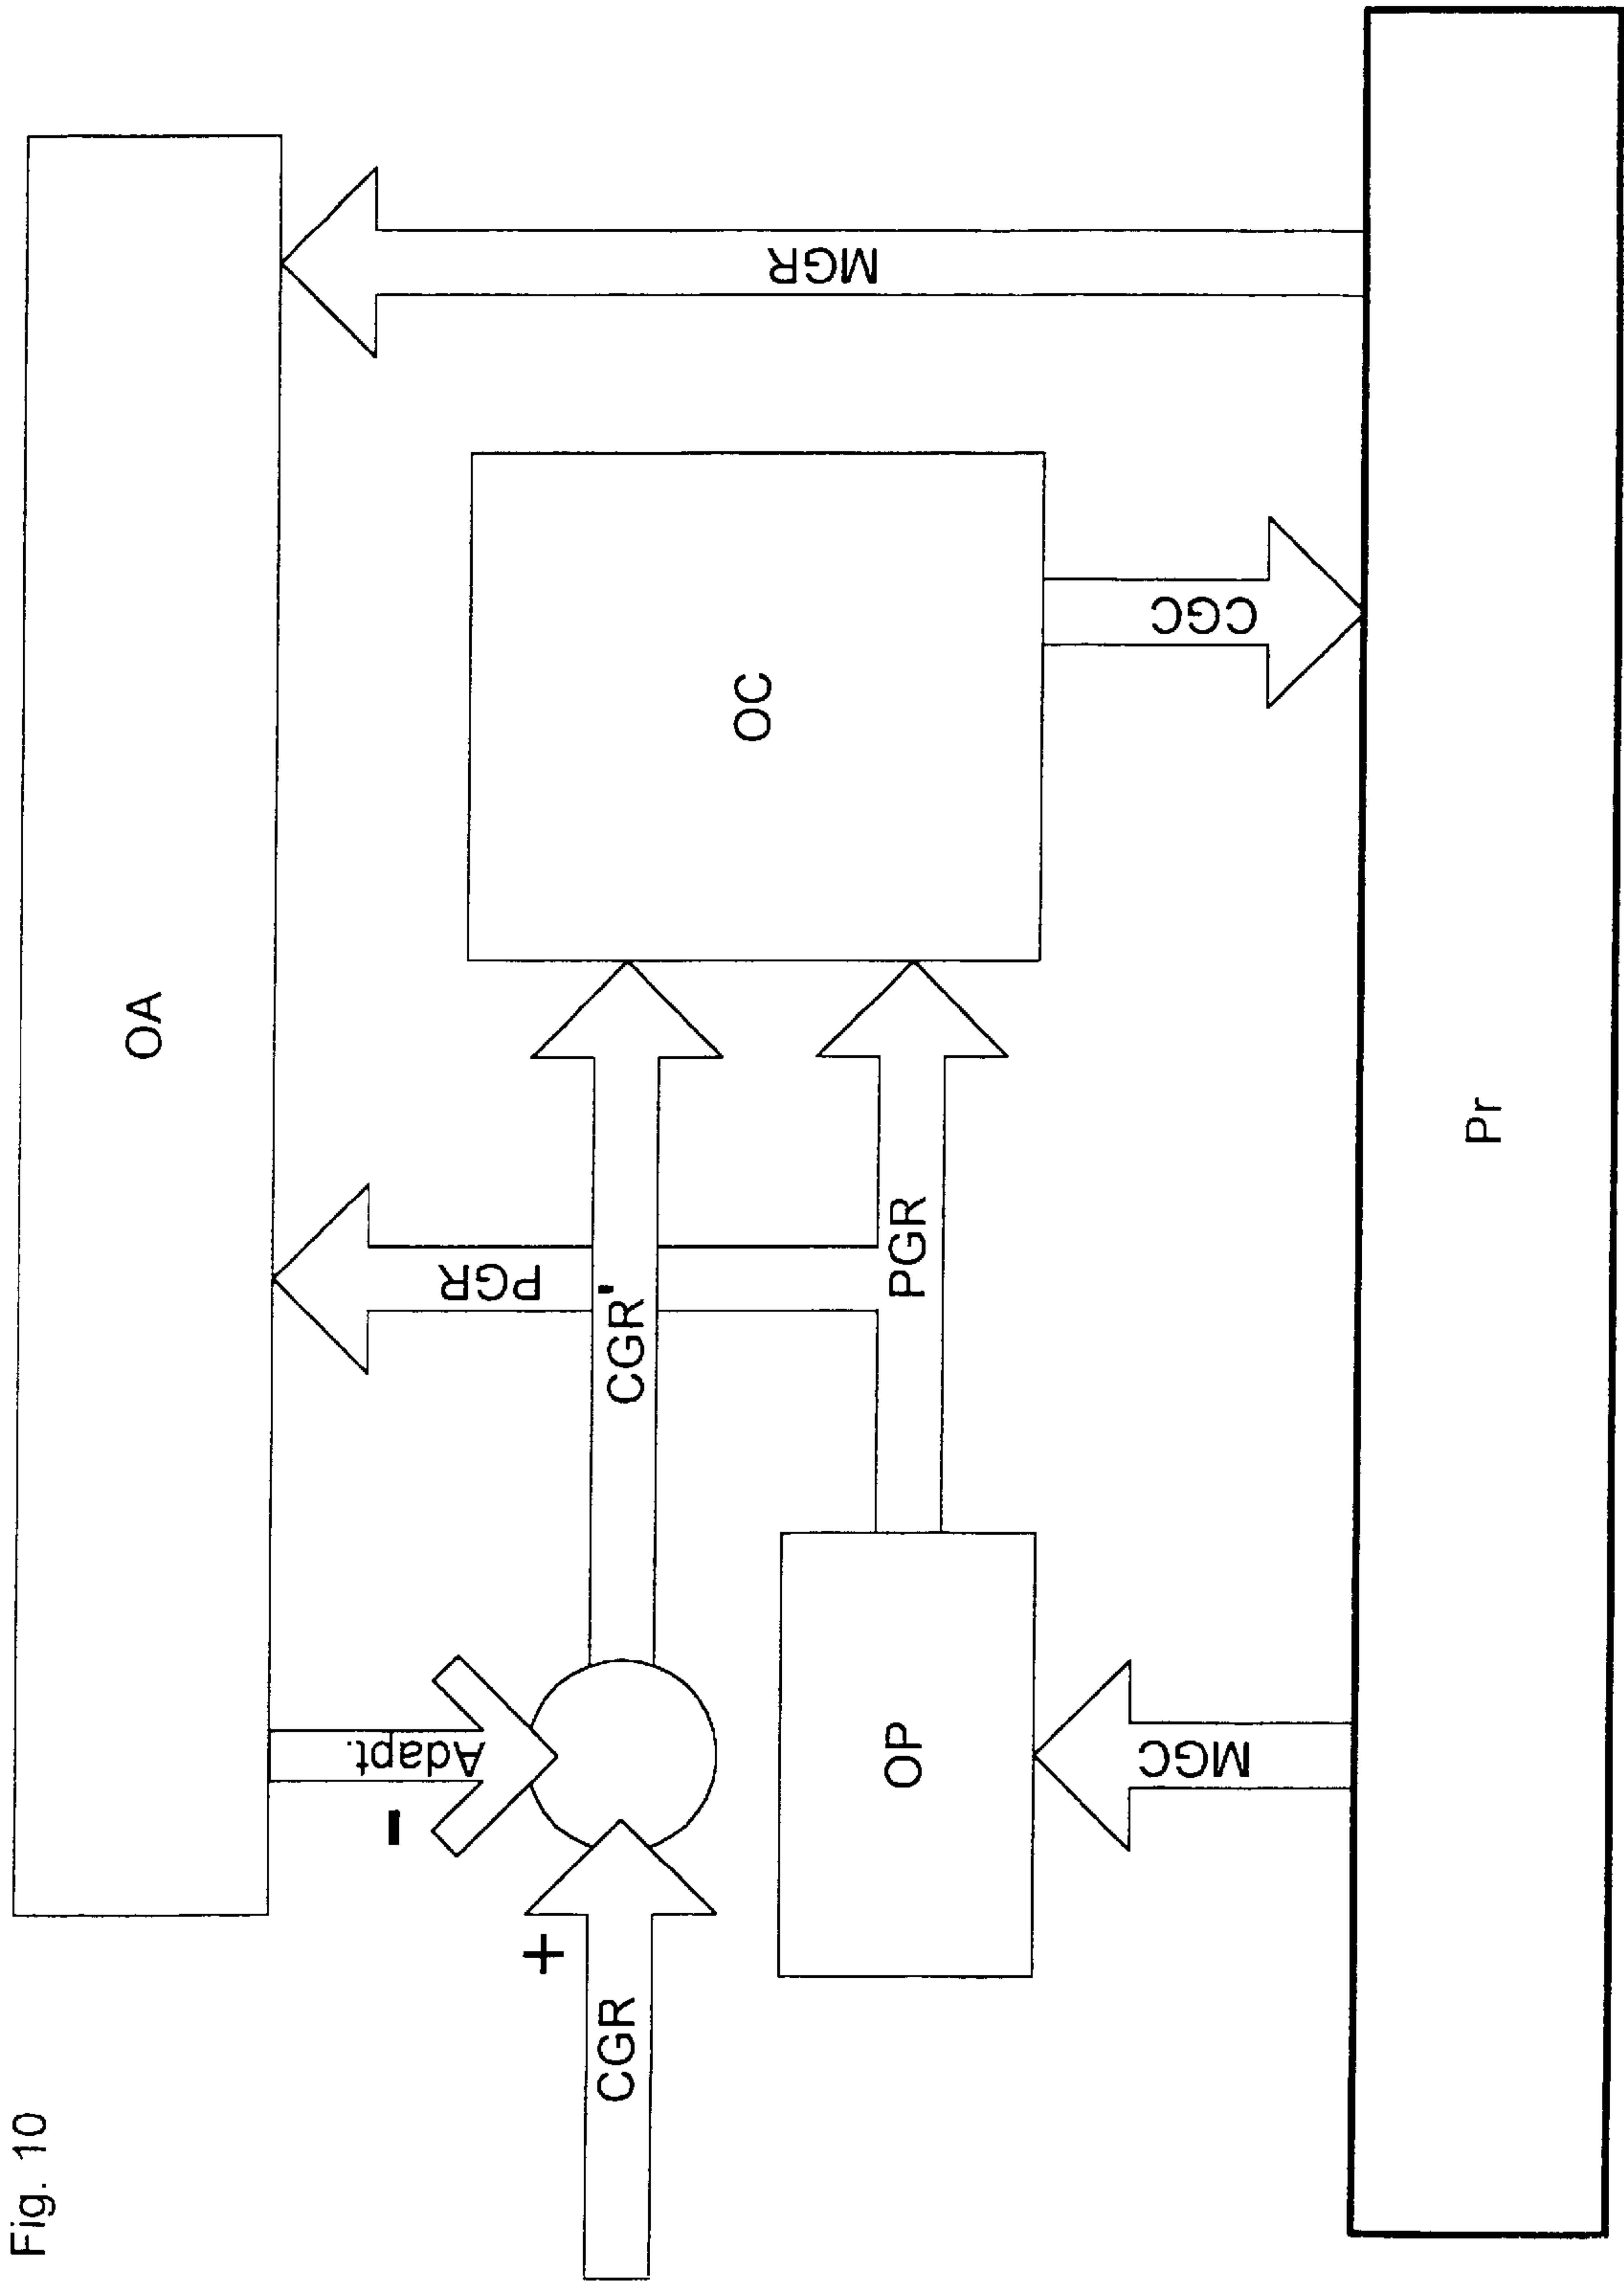 Fig. 10
OA
Adapt.
-
+
CGR
CGR'
PGR
PGR
MGR
OC
OP
CGC
MGC
Pr